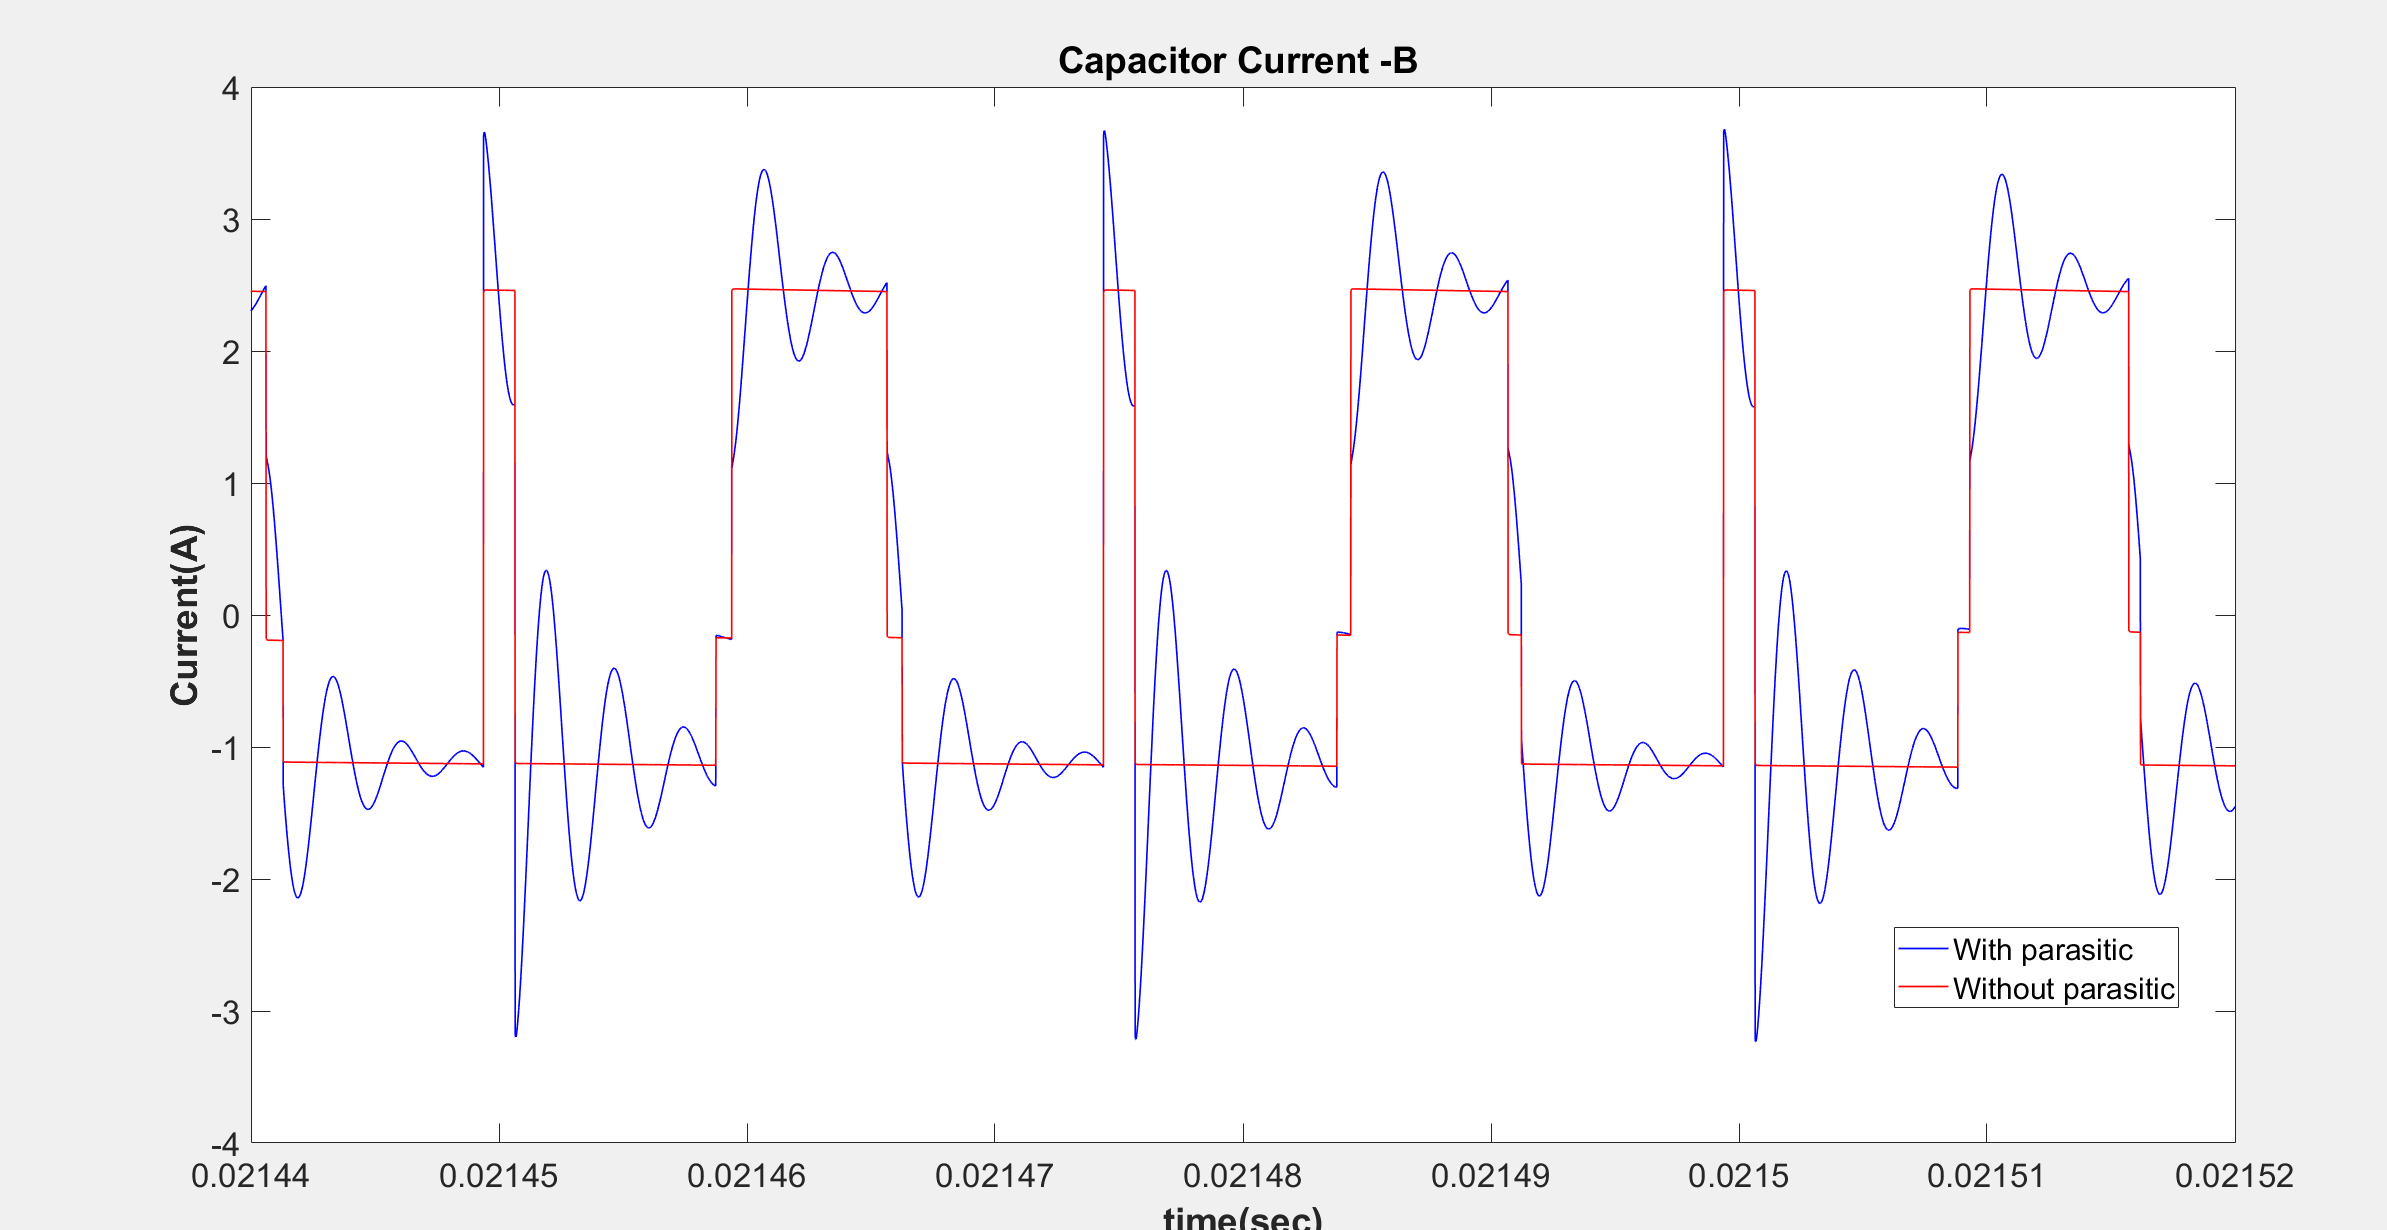 Capacitor Current -B
4
3
2
1
0
-1
-2
-3
-4
Current(A)
With parasitic
Without parasitic
0.02144 0.02145 0.02146 0.02147 0.02148 0.02149 0.0215 0.02151 0.02152
time(sec)